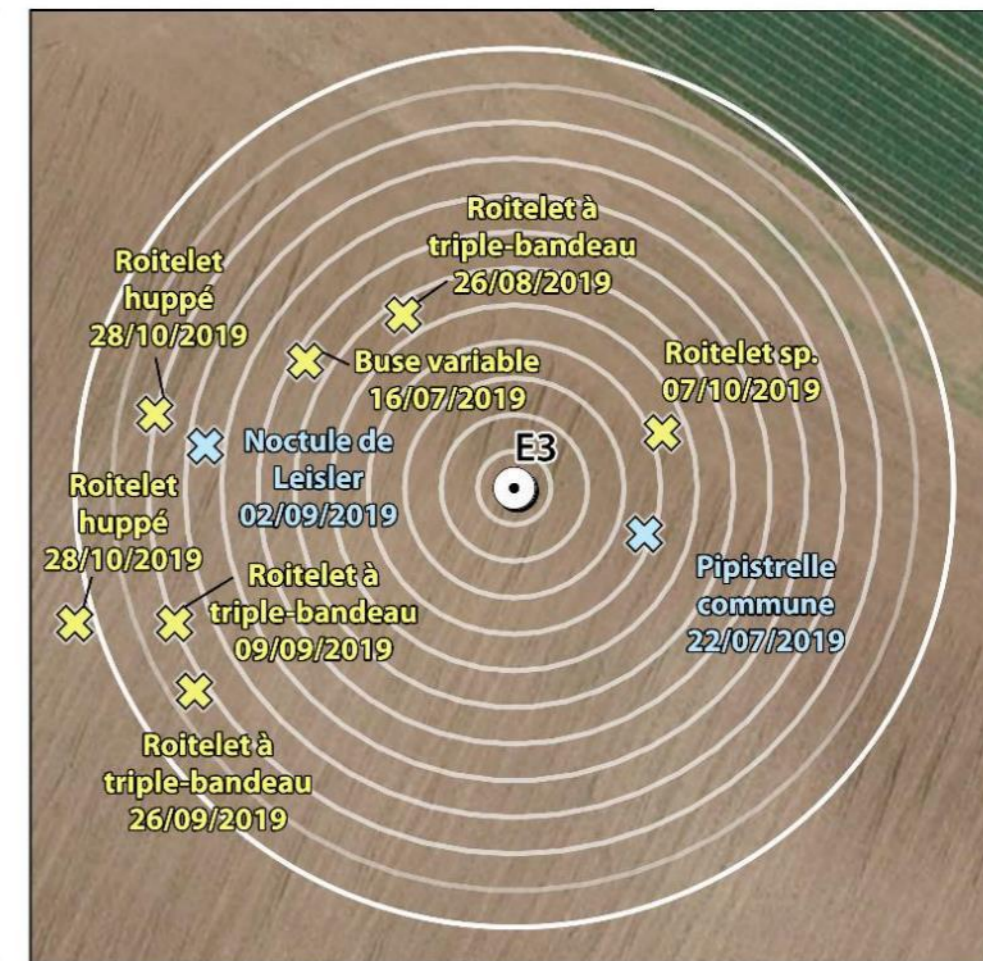 Roitelet à
triple-bandeau
26/08/2019
Roitelet
huppé
28/10/2019
Buse variable
16/07/2019
Roitelet sp.
07/10/2019
E3
Noctule de
Leisler
02/09/2019
Roitelet
huppé
28/10/2019
Roitelet à
triple-bandeau
09/09/2019
Pipistrelle
commune
22/07/2019
Roitelet à
triple-bandeau
26/09/2019